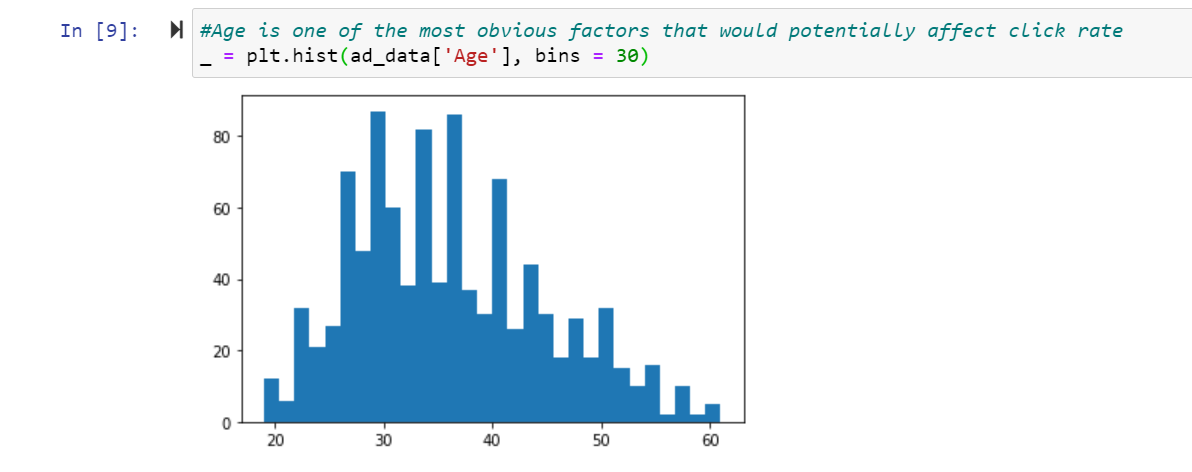 In [9]:
#Age is one of the most obvious factors that would potentially affect click rate
_ = plt.hist(ad_data['Age'], bins = 30)
80
60
40
20
0
20 30 40 50 60